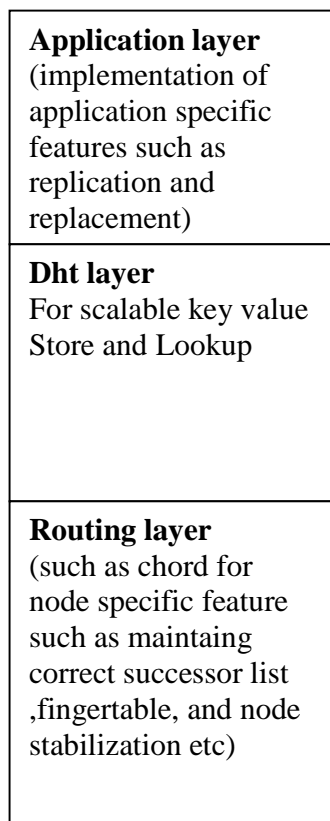 Application layer
(implementation of
application specific
features such as
replication and
replacement)
Dht layer
For scalable key value
Store and Lookup
Routing layer
(such as chord for
node specific feature
such as maintaing
correct successor list
,fingertable, and node
stabilization etc)